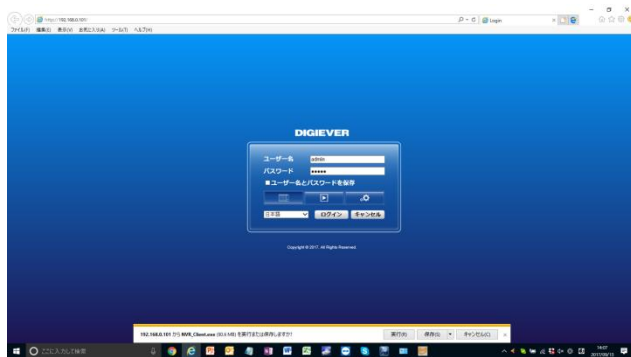 http://192.168.0.101/
Login
ファイル(F) 編集(E) 表示(V) お気に入り(A) ツール(T) ヘルプ(H)
DIGIEVER
ユーザー名 admin
パスワード
ユーザー名とパスワードを保存
日本語 ログイン キャンセル
Copyright © 2017. All Rights Reserved.
192.168.0.101 から NVR_Client.exe (80.8 MB) を実行または保存しますか?
実行(R) 保存(S) キャンセル(C)
ここに入力して検索
14:07